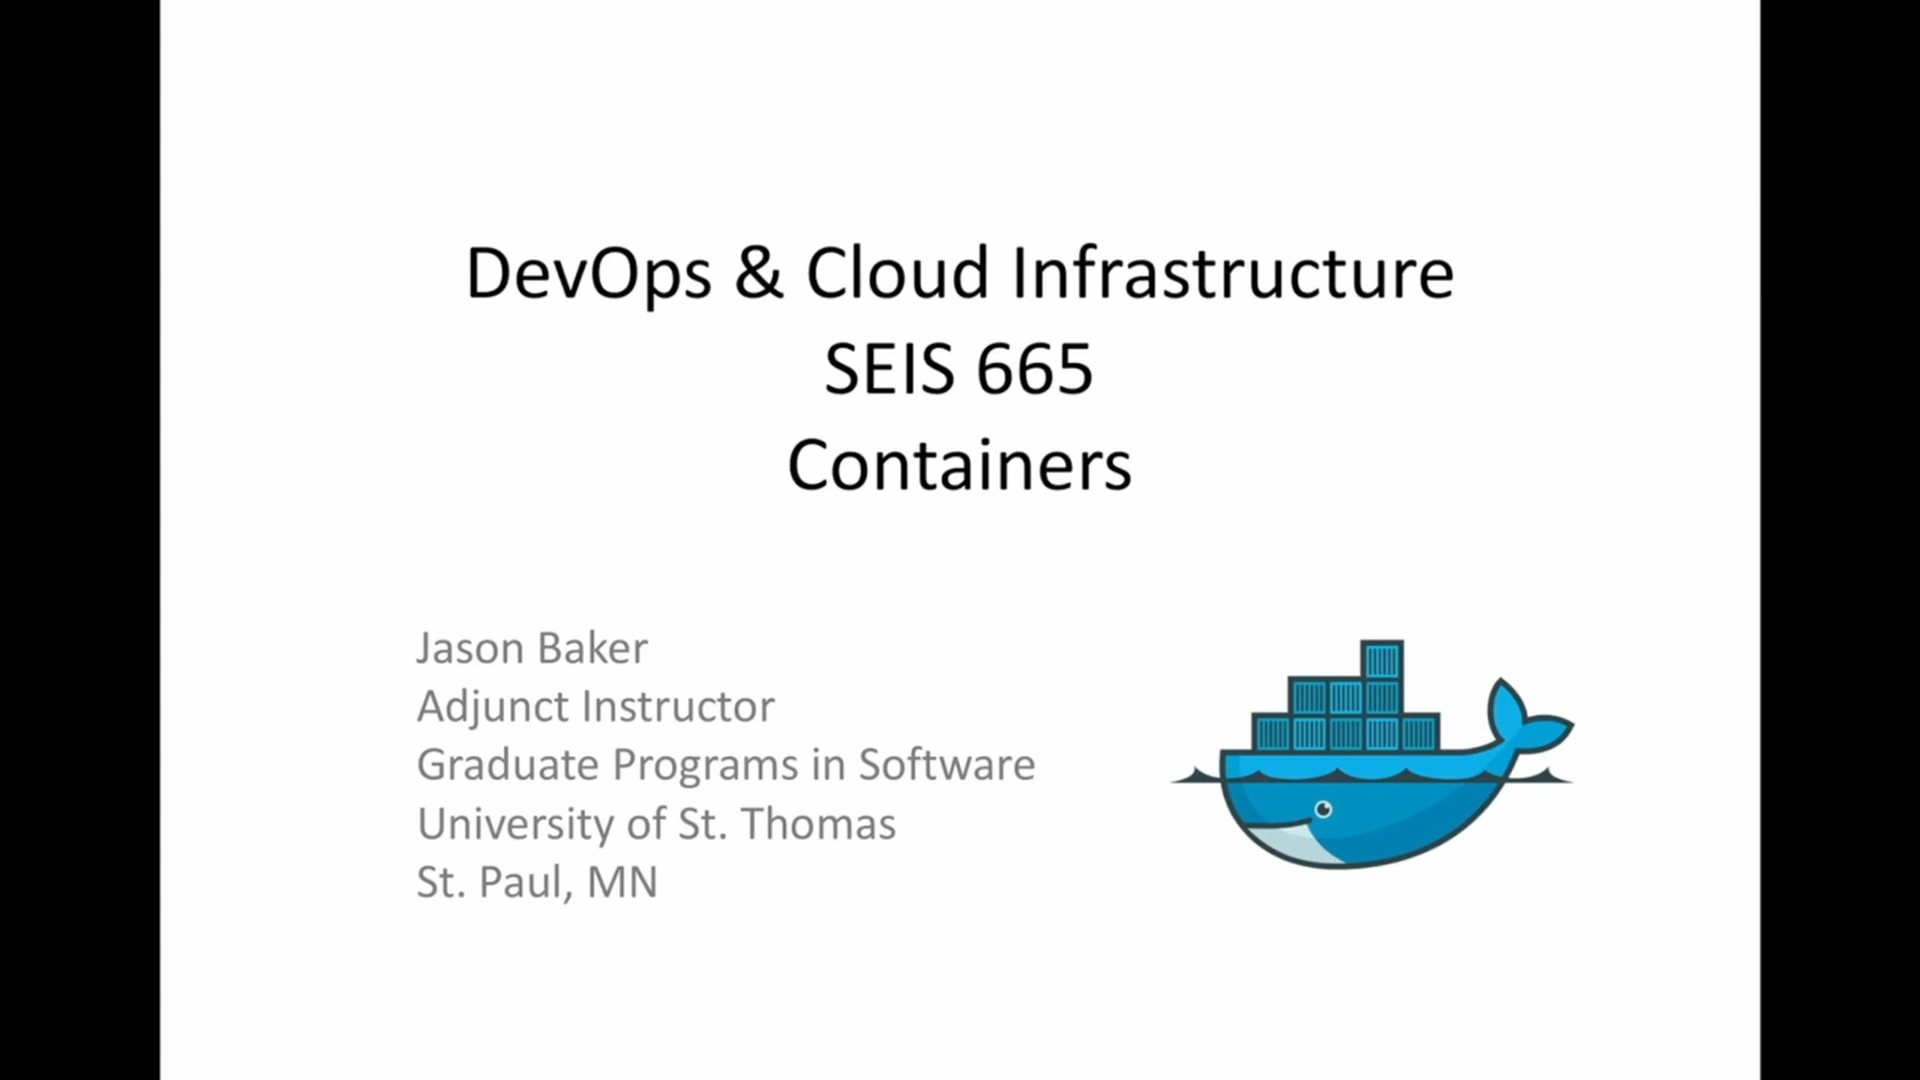 DevOps & Cloud Infrastructure
SEIS 665
Containers
Jason Baker
Adjunct Instructor
Graduate Programs in Software
University of St. Thomas
St. Paul, MN